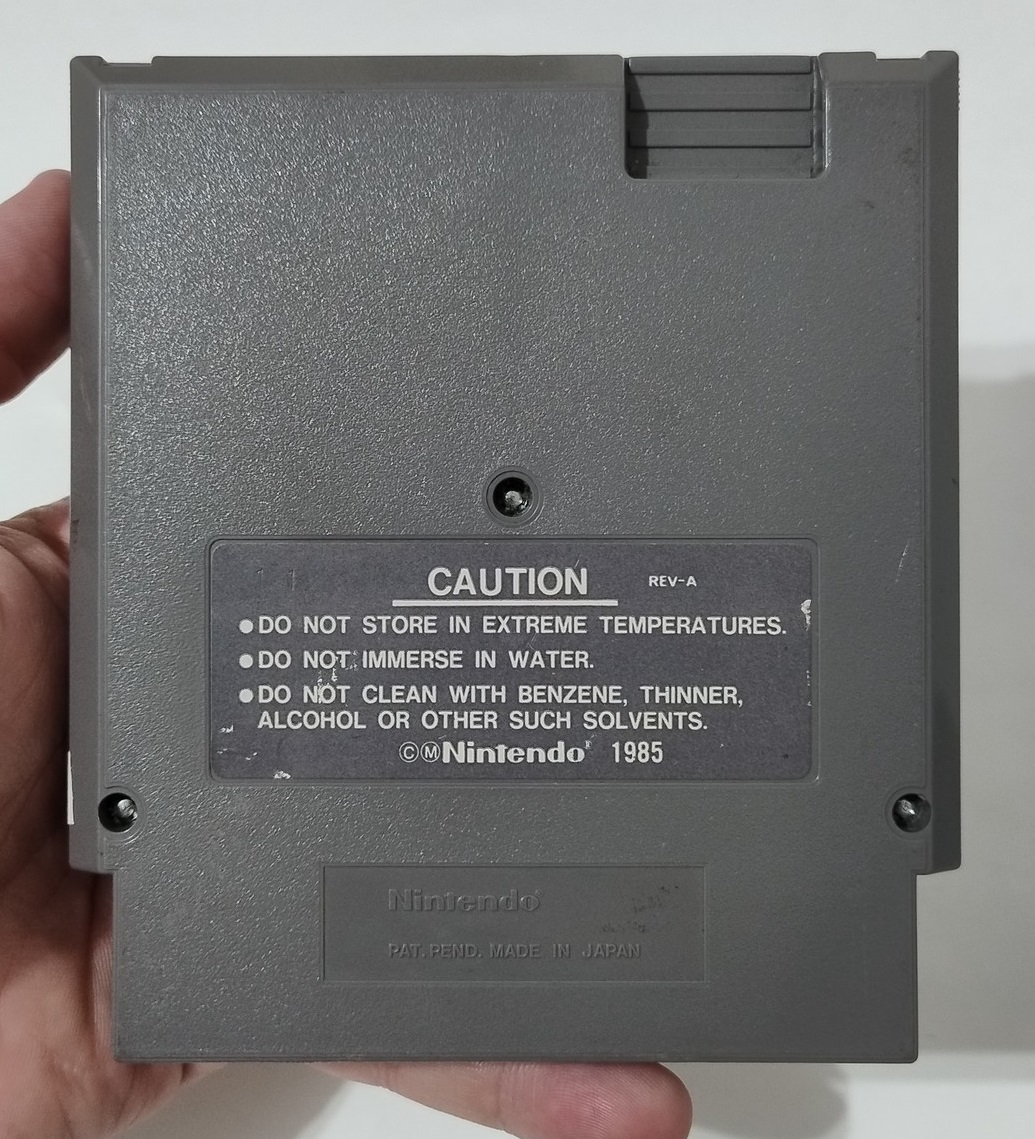 CAUTION REV-A
●DO NOT STORE IN EXTREME TEMPERATURES.
●DO NOT IMMERSE IN WATER.
●DO NOT CLEAN WITH BENZENE, THINNER,
ALCOHOL OR OTHER SUCH SOLVENTS.
ⒸⓂNintendo® 1985
Nintendo®
PAT. PEND. MADE IN JAPAN